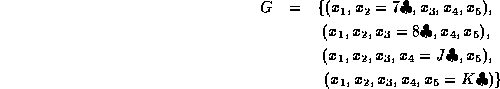 G = {(x₁, x₂ = 7♣, x₃, x₄, x₅),
(x₁, x₂, x₃ = 8♣, x₄, x₅),
(x₁, x₂, x₃, x₄ = J♣, x₅),
(x₁, x₂, x₃, x₄, x₅ = K♣)}